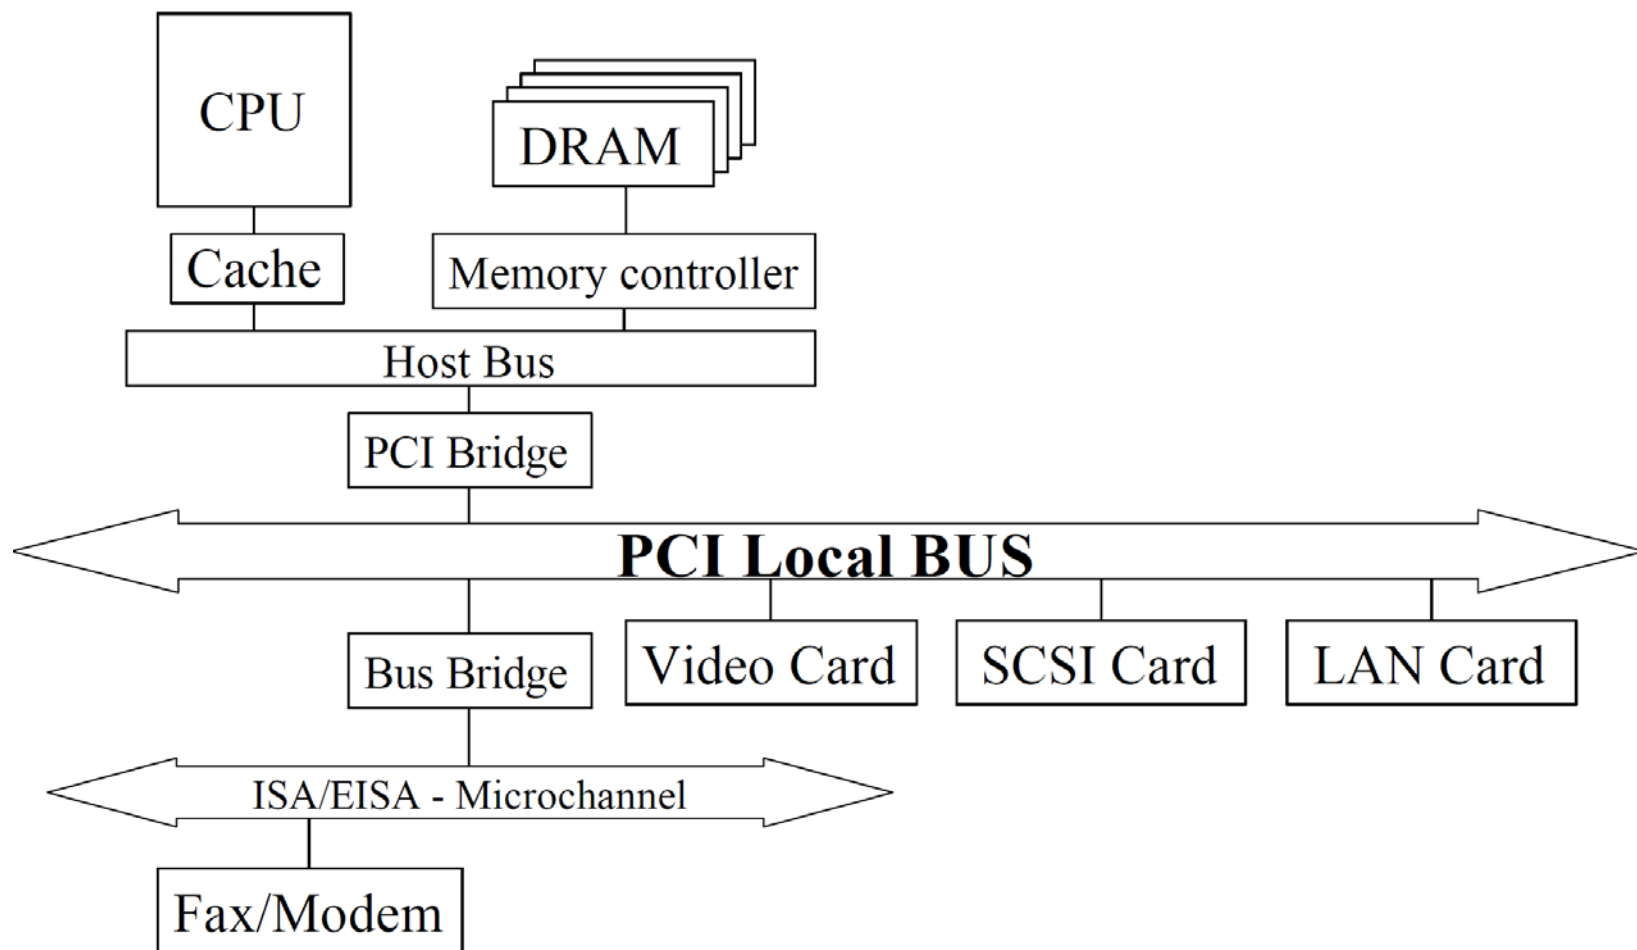 CPU
DRAM
Cache
Memory controller
Host Bus
PCI Bridge
PCI Local BUS
Bus Bridge
Video Card
SCSI Card
LAN Card
ISA/EISA - Microchannel
Fax/Modem